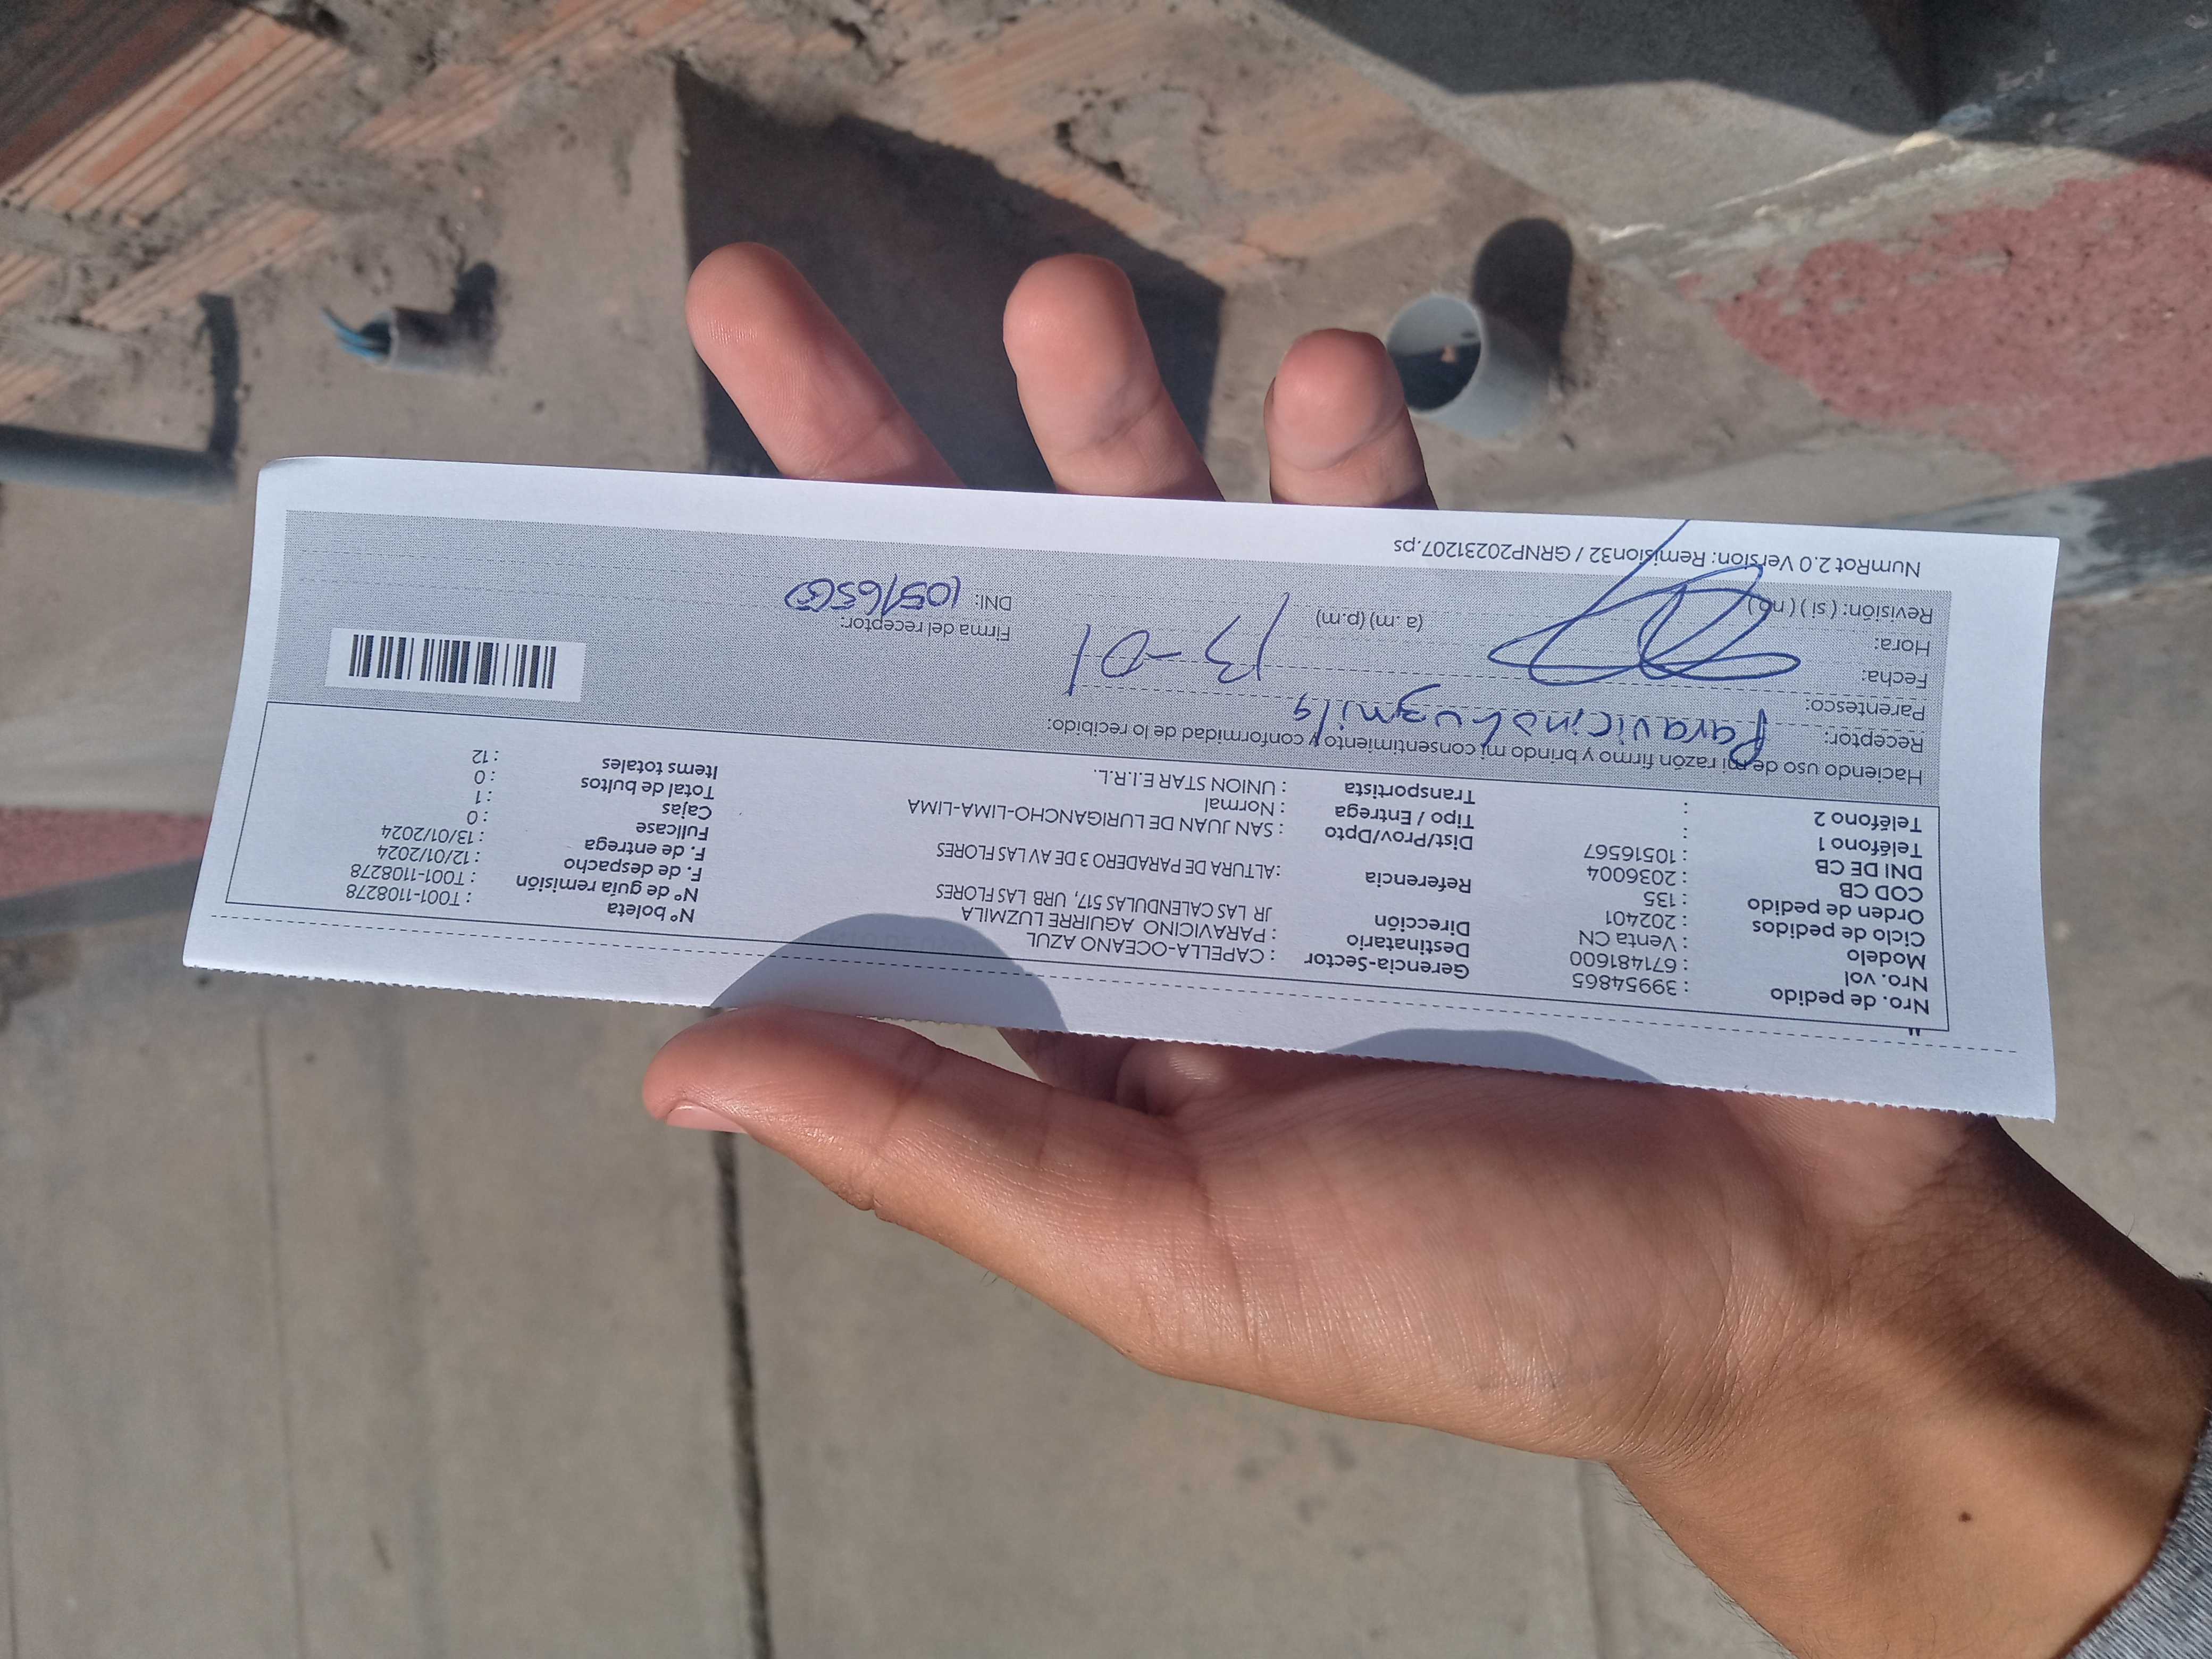 Nro. de pedido : 39954865 Gerencia-Sector : CAPELLA-OCEANO AZUL Nº boleta : T001-1108278
Nro. vol : 671481600 Destinatario : PARAVICINO AGUIRRE LUZMILA Nº de guía remisión : T001-1108278
Modelo : Venta CN Dirección JR LAS CALENDULAS 517, URB LAS FLORES F. de despacho : 12/01/2024
Ciclo de pedidos : 202401 F. de entrega : 13/01/2024
Orden de pedido : 135 Referencia : ALTURA DE PARADERO 3 DE AV LAS FLORES Fullcase : 0
COD CB : 2036004 Cajas : 1
DNI DE CB : 10516567 Dist/Prov/Dpto : SAN JUAN DE LURIGANCHO-LIMA-LIMA Total de bultos : 0
Teléfono 1 : Tipo / Entrega : Normal Items totales : 12
Teléfono 2 : Transportista : UNION STAR E.I.R.L.
Haciendo uso de mi razón firmo y brindo mi consentimiento y conformidad de lo recibido:
Receptor: Paravicino Luzmila
Parentesco:
Fecha: 13-01
Hora: (a.m) (p.m) Firma del receptor:
Revisión: ( si ) ( no ) DNI:
NumRot 2.0 Version: Remision32 / GRNP20231207.ps